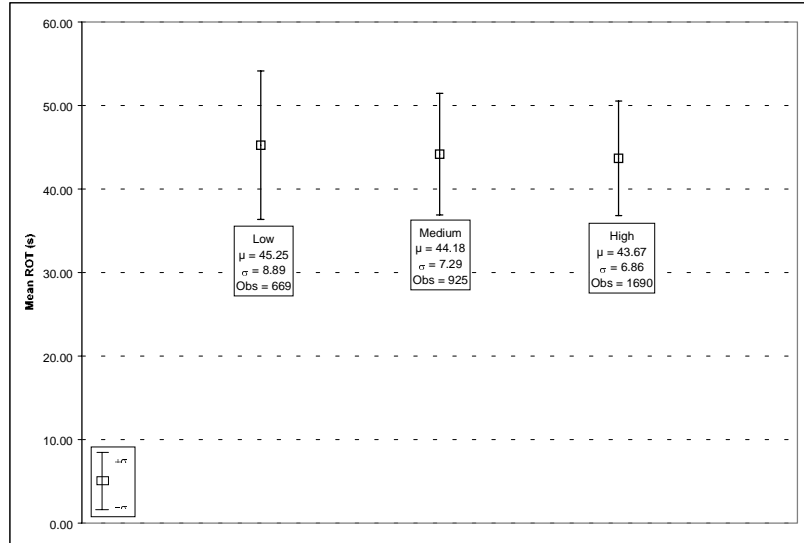 60.00
50.00
40.00
30.00
20.00
10.00
0.00
Mean ROT (s)
Low
µ = 45.25
σ = 8.89
Obs = 669
Medium
µ = 44.18
σ = 7.29
Obs = 925
High
µ = 43.67
σ = 6.86
Obs = 1690
+σ
−σ